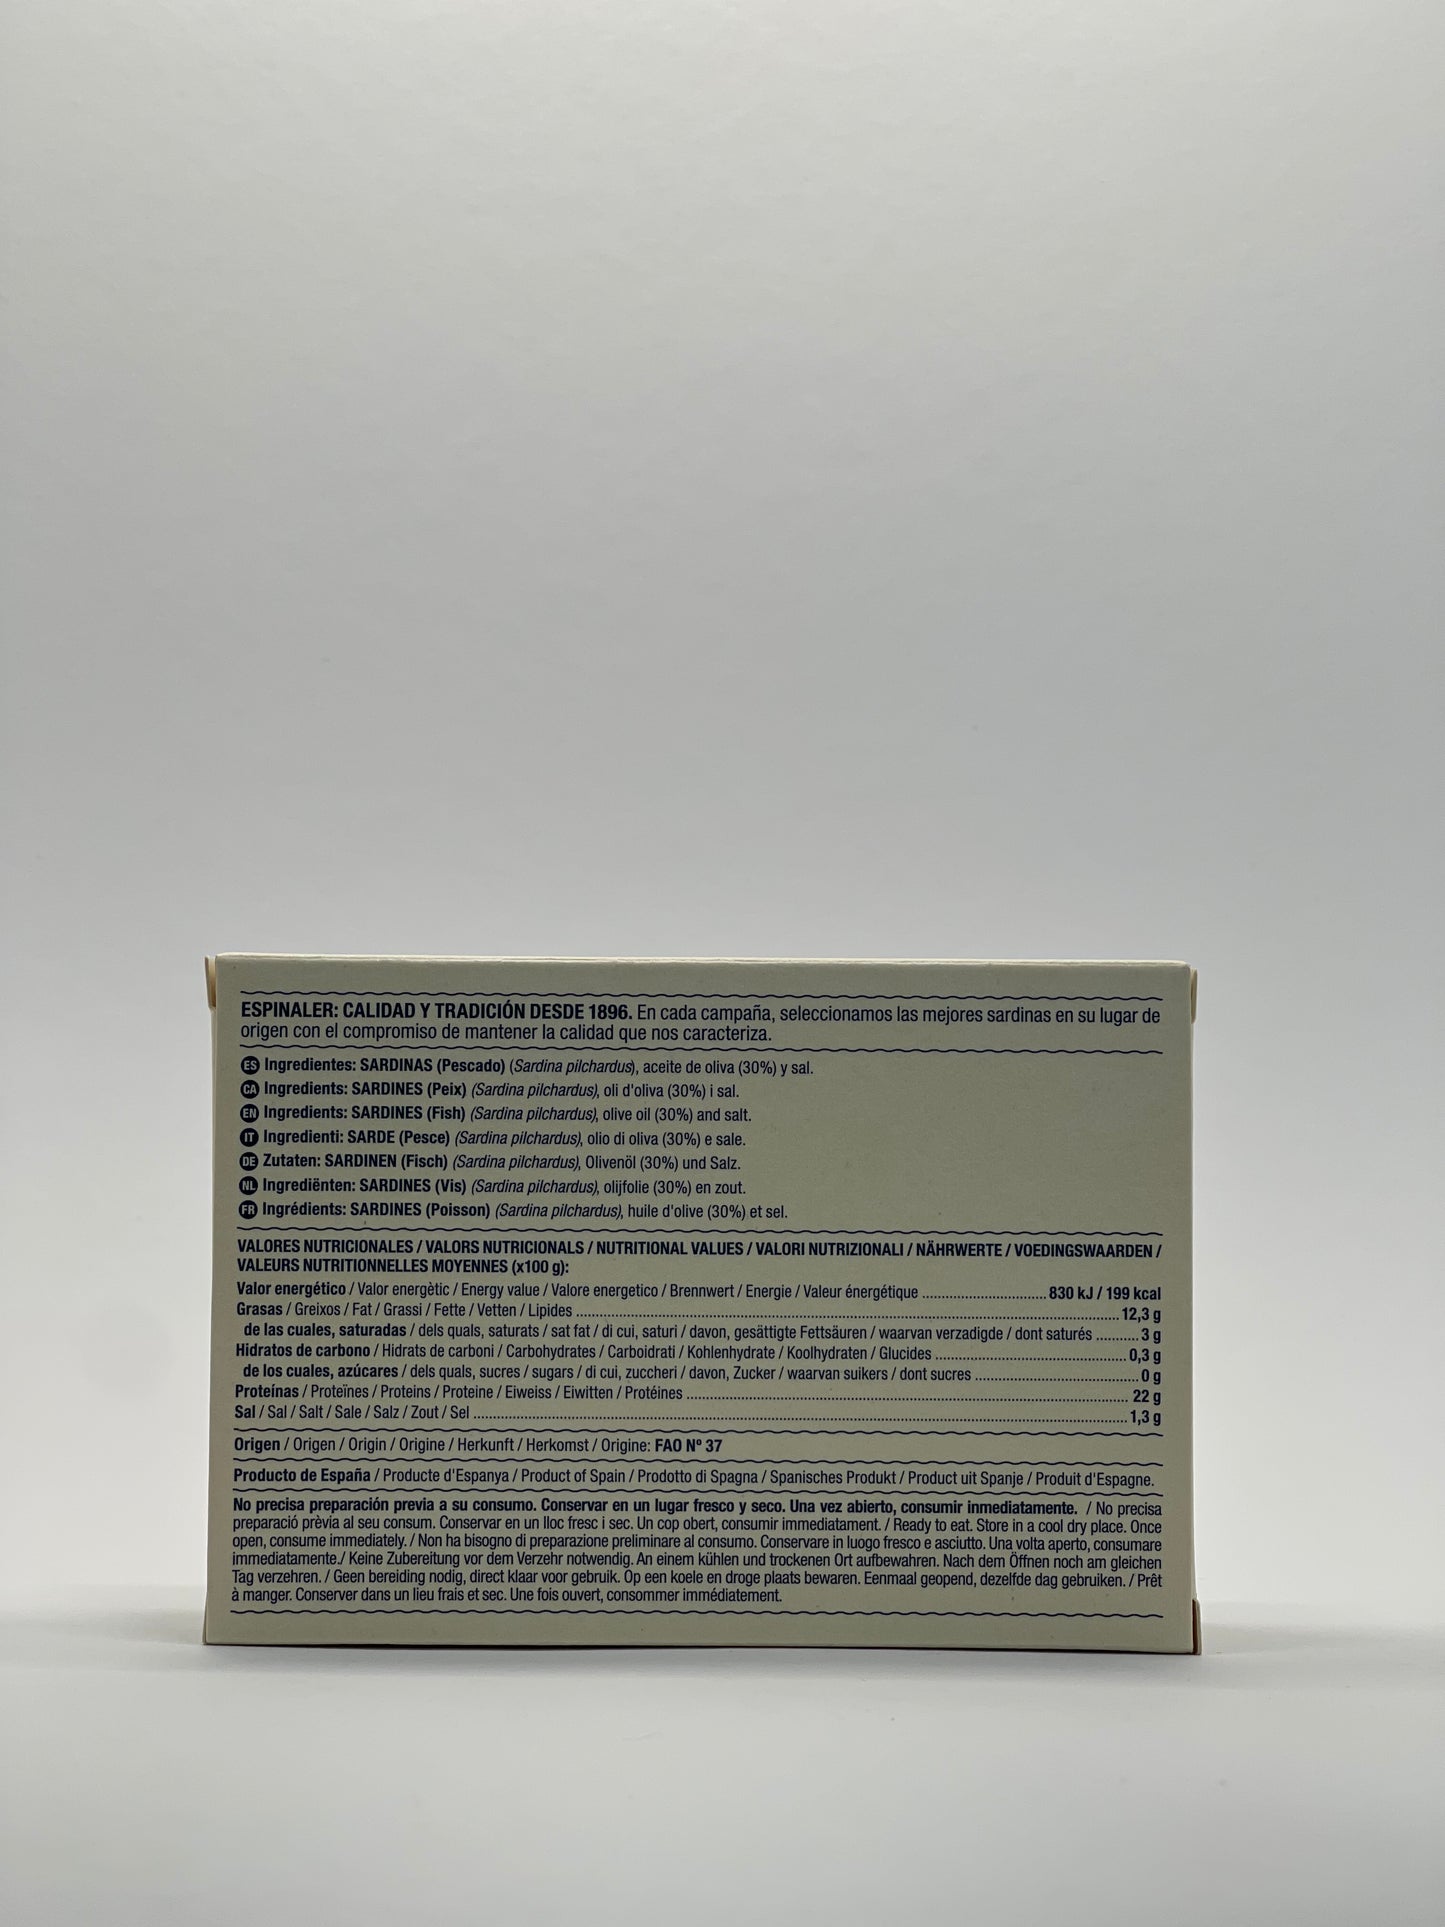 ESPINALER: CALIDAD Y TRADICIÓN DESDE 1896. En cada campaña, seleccionamos las mejores sardinas en su lugar de
origen con el compromiso de mantener la calidad que nos caracteriza.
ES Ingredientes: SARDINAS (Pescado) (Sardina pilchardus), aceite de oliva (30%) y sal.
CA Ingredients: SARDINES (Peix) (Sardina pilchardus), oli d'oliva (30%) i sal.
EN Ingredients: SARDINES (Fish) (Sardina pilchardus), olive oil (30%) and salt.
IT Ingredienti: SARDE (Pesce) (Sardina pilchardus), olio di oliva (30%) e sale.
DE Zutaten: SARDINEN (Fisch) (Sardina pilchardus), Olivenöl (30%) und Salz.
NL Ingrediënten: SARDINES (Vis) (Sardina pilchardus), olijfolie (30%) en zout.
FR Ingrédients: SARDINES (Poisson) (Sardina pilchardus), huile d'olive (30%) et sel.
VALORES NUTRICIONALES / VALORS NUTRICIONALS / NUTRITIONAL VALUES / VALORI NUTRIZIONALI / NÄHRWERTE / VOEDINGSWAARDEN /
VALEURS NUTRITIONNELLES MOYENNES (x100 g):
Valor energético / Valor energètic / Energy value / Valore energetico / Brennwert / Energie / Valeur énergétique ............................... 830 kJ / 199 kcal
Grasas / Greixos / Fat / Grassi / Fette / Vetten / Lipides ............................... 12,3 g
de las cuales, saturadas / dels quals, saturats / sat fat / di cui, saturi / davon, gesättigte Fettsäuren / waarvan verzadigde / dont saturés ........... 3 g
Hidratos de carbono / Hidrats de carboni / Carbohydrates / Carboidrati / Kohlenhydrate / Koolhydraten / Glucides ............................... 0,3 g
de los cuales, azúcares / dels quals, sucres / sugars / di cui, zuccheri / davon, Zucker / waarvan suikers / dont sucres ............................... 0 g
Proteínas / Proteïnes / Proteins / Proteine / Eiweiss / Eiwitten / Protéines ............................... 22 g
Sal / Sal / Salt / Sale / Salz / Zout / Sel ............................... 1,3 g
Origen / Origen / Origin / Origine / Herkunft / Herkomst / Origine: FAO Nº 37
Producto de España / Producte d'Espanya / Product of Spain / Prodotto di Spagna / Spanisches Produkt / Product uit Spanje / Produit d'Espagne.
No precisa preparación previa a su consumo. Conservar en un lugar fresco y seco. Una vez abierto, consumir inmediatamente. / No precisa
preparació prèvia al seu consum. Conservar en un lloc fresc i sec. Un cop obert, consumir immediatament. / Ready to eat. Store in a cool dry place. Once
open, consume immediately. / Non ha bisogno di preparazione preliminare al consumo. Conservare in luogo fresco e asciutto. Una volta aperto, consumare
immediatamente./ Keine Zubereitung vor dem Verzehr notwendig. An einem kühlen und trockenen Ort aufbewahren. Nach dem Öffnen noch am gleichen
Tag verzehren. / Geen bereiding nodig, direct klaar voor gebruik. Op een koele en droge plaats bewaren. Eenmaal geopend, dezelfde dag gebruiken. / Prêt
à manger. Conserver dans un lieu frais et sec. Une fois ouvert, consommer immédiatement.